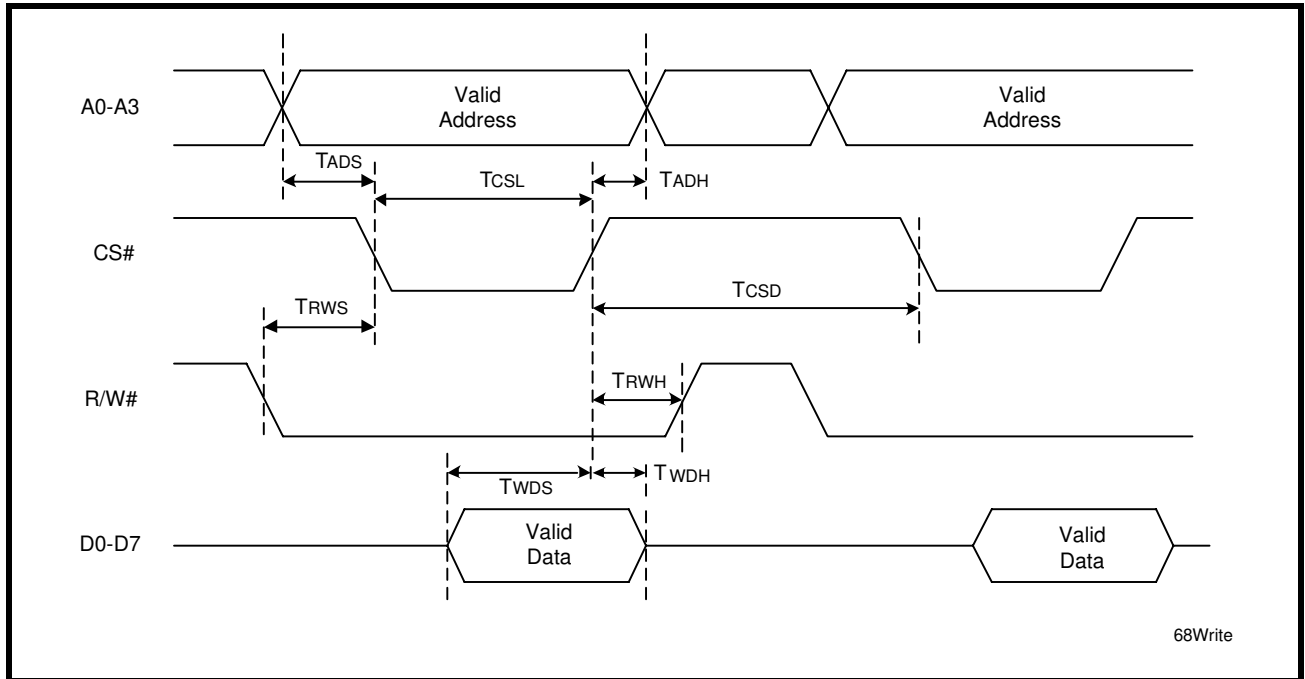 A0-A3
Valid
Address
Valid
Address
TADS
TCSL
TADH
CS#
TCSD
TRWS
R/W#
TRWH
TWDS
TWDH
D0-D7
Valid
Data
Valid
Data
68Write